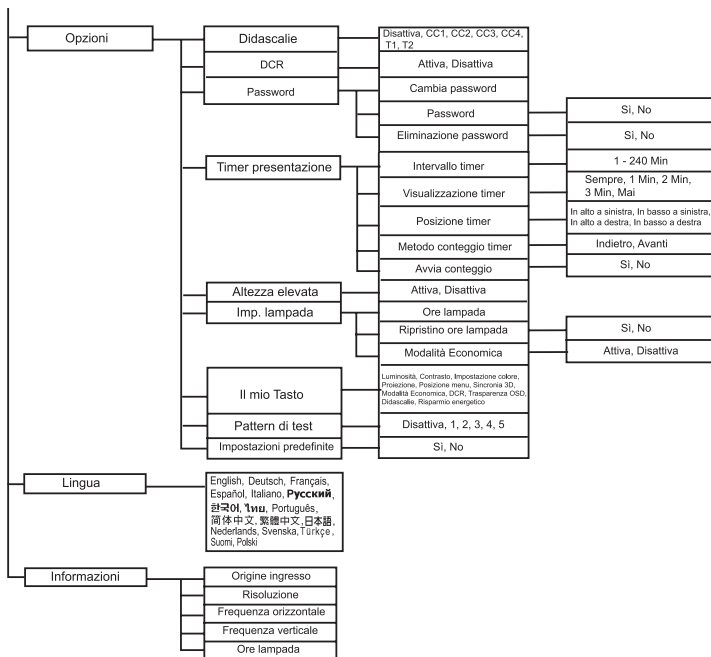 Opzioni
Didascalie
Disattiva, CC1, CC2, CC3, CC4,
T1, T2
DCR
Attiva, Disattiva
Password
Cambia password
Password
Sì, No
Eliminazione password
Sì, No
Timer presentazione
Intervallo timer
1 - 240 Min
Visualizzazione timer
Sempre, 1 Min, 2 Min,
3 Min, Mai
Posizione timer
In alto a sinistra, In basso a sinistra,
In alto a destra, In basso a destra
Metodo conteggio timer
Indietro, Avanti
Avvia conteggio
Sì, No
Altezza elevata
Attiva, Disattiva
Imp. lampada
Ore lampada
Ripristino ore lampada
Sì, No
Modalità Economica
Attiva, Disattiva
Il mio Tasto
Luminosità, Contrasto, Impostazione colore,
Proiezione, Posizione menu, Sincronia 3D,
Modalità Economica, DCR, Trasparenza OSD,
Didascalie, Risparmio energetico
Pattern di test
Disattiva, 1, 2, 3, 4, 5
Impostazioni predefinite
Sì, No
Lingua
English, Deutsch, Français,
Español, Italiano, Русский,
한국어, ไทย, Português,
简体中文, 繁體中文, 日本語,
Nederlands, Svenska, Türkçe,
Suomi, Polski
Informazioni
Origine ingresso
Risoluzione
Frequenza orizzontale
Frequenza verticale
Ore lampada